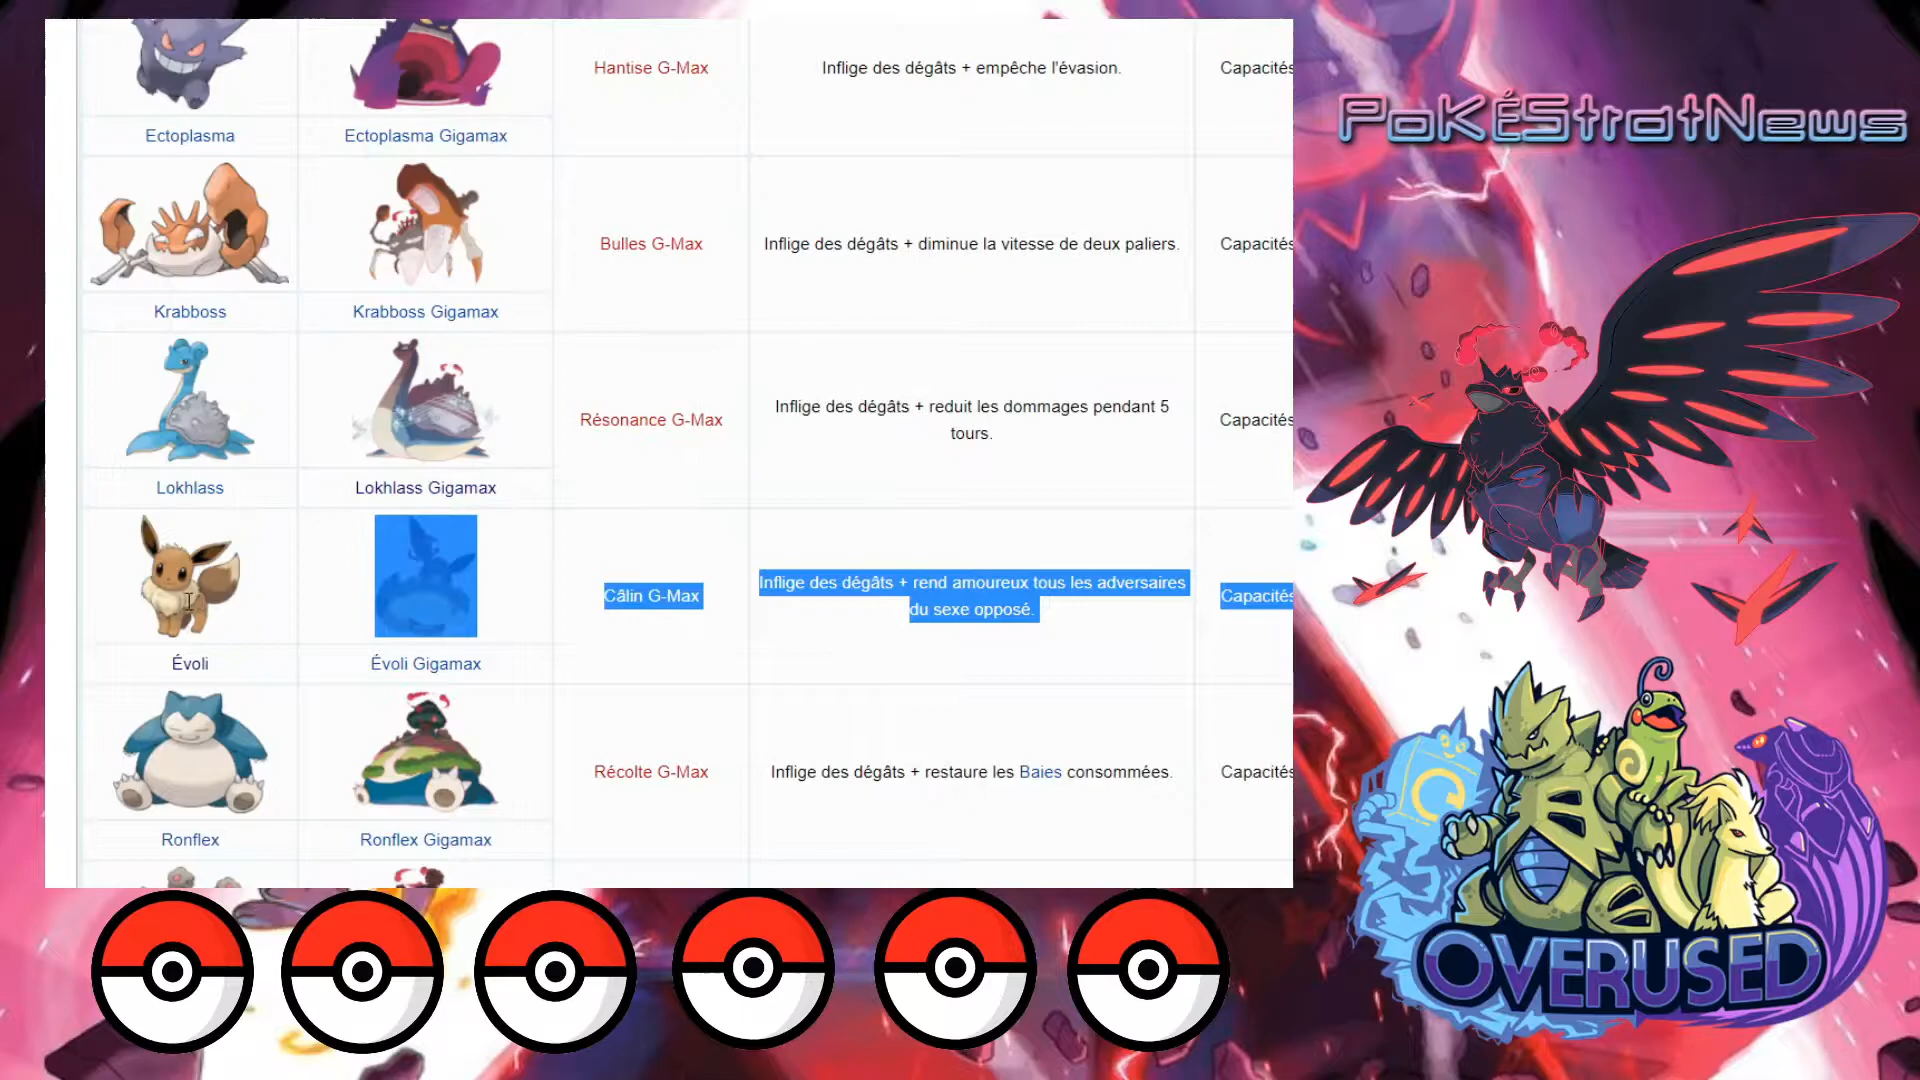 Hantise G-Max
Inflige des dégâts + empêche l'évasion.
Capacités
Ectoplasma
Ectoplasma Gigamax
Bulles G-Max
Inflige des dégâts + diminue la vitesse de deux paliers.
Capacités
Krabboss
Krabboss Gigamax
Résonance G-Max
Inflige des dégâts + reduit les dommages pendant 5
tours.
Capacités
Lokhlass
Lokhlass Gigamax
Câlin G-Max
Inflige des dégâts + rend amoureux tous les adversaires
du sexe opposé.
Capacités
Évoli
Évoli Gigamax
Récolte G-Max
Inflige des dégâts + restaure les Baies consommées.
Capacités
Ronflex
Ronflex Gigamax
PoKÉStratNews
OVERUSED